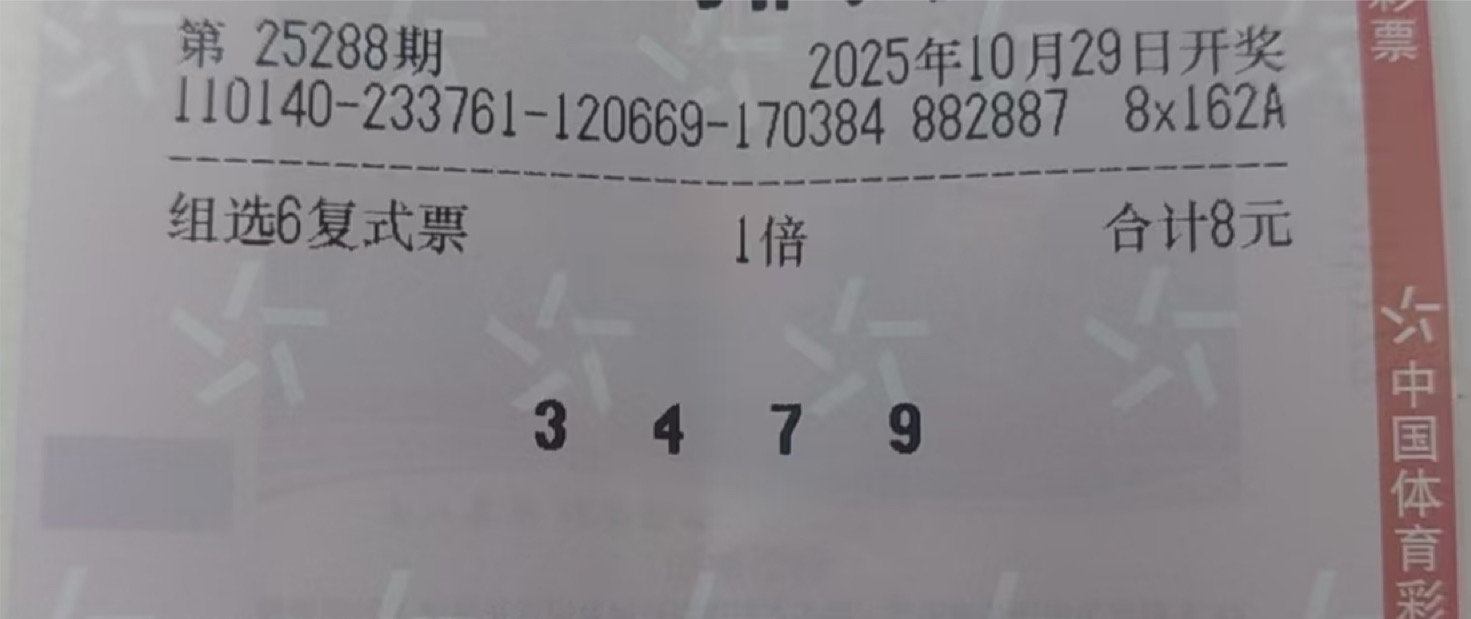 第 25288期 2025年10月29日开奖
110140-233761-120669-170384 882887 8x162A
组选6复式票 1倍 合计8元
3 4 7 9
彩票
中国体育彩